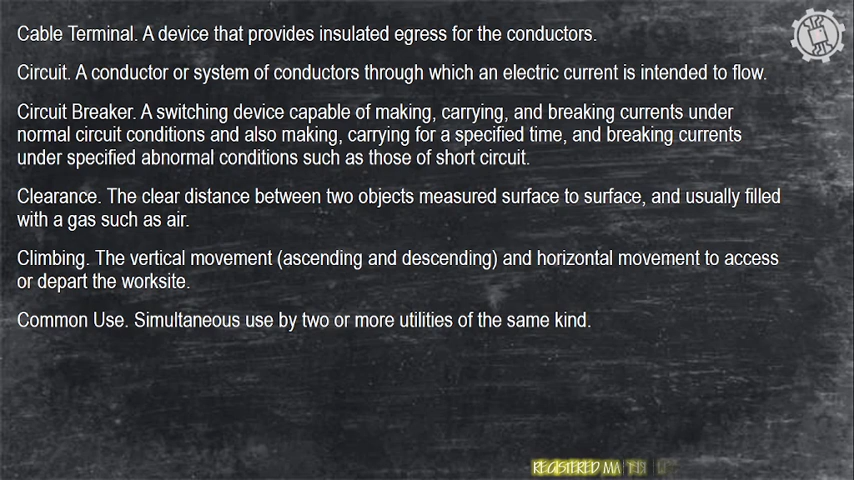 Cable Terminal. A device that provides insulated egress for the conductors.
Circuit. A conductor or system of conductors through which an electric current is intended to flow.
Circuit Breaker. A switching device capable of making, carrying, and breaking currents under
normal circuit conditions and also making, carrying for a specified time, and breaking currents
under specified abnormal conditions such as those of short circuit.
Clearance. The clear distance between two objects measured surface to surface, and usually filled
with a gas such as air.
Climbing. The vertical movement (ascending and descending) and horizontal movement to access
or depart the worksite.
Common Use. Simultaneous use by two or more utilities of the same kind.
REGISTERED